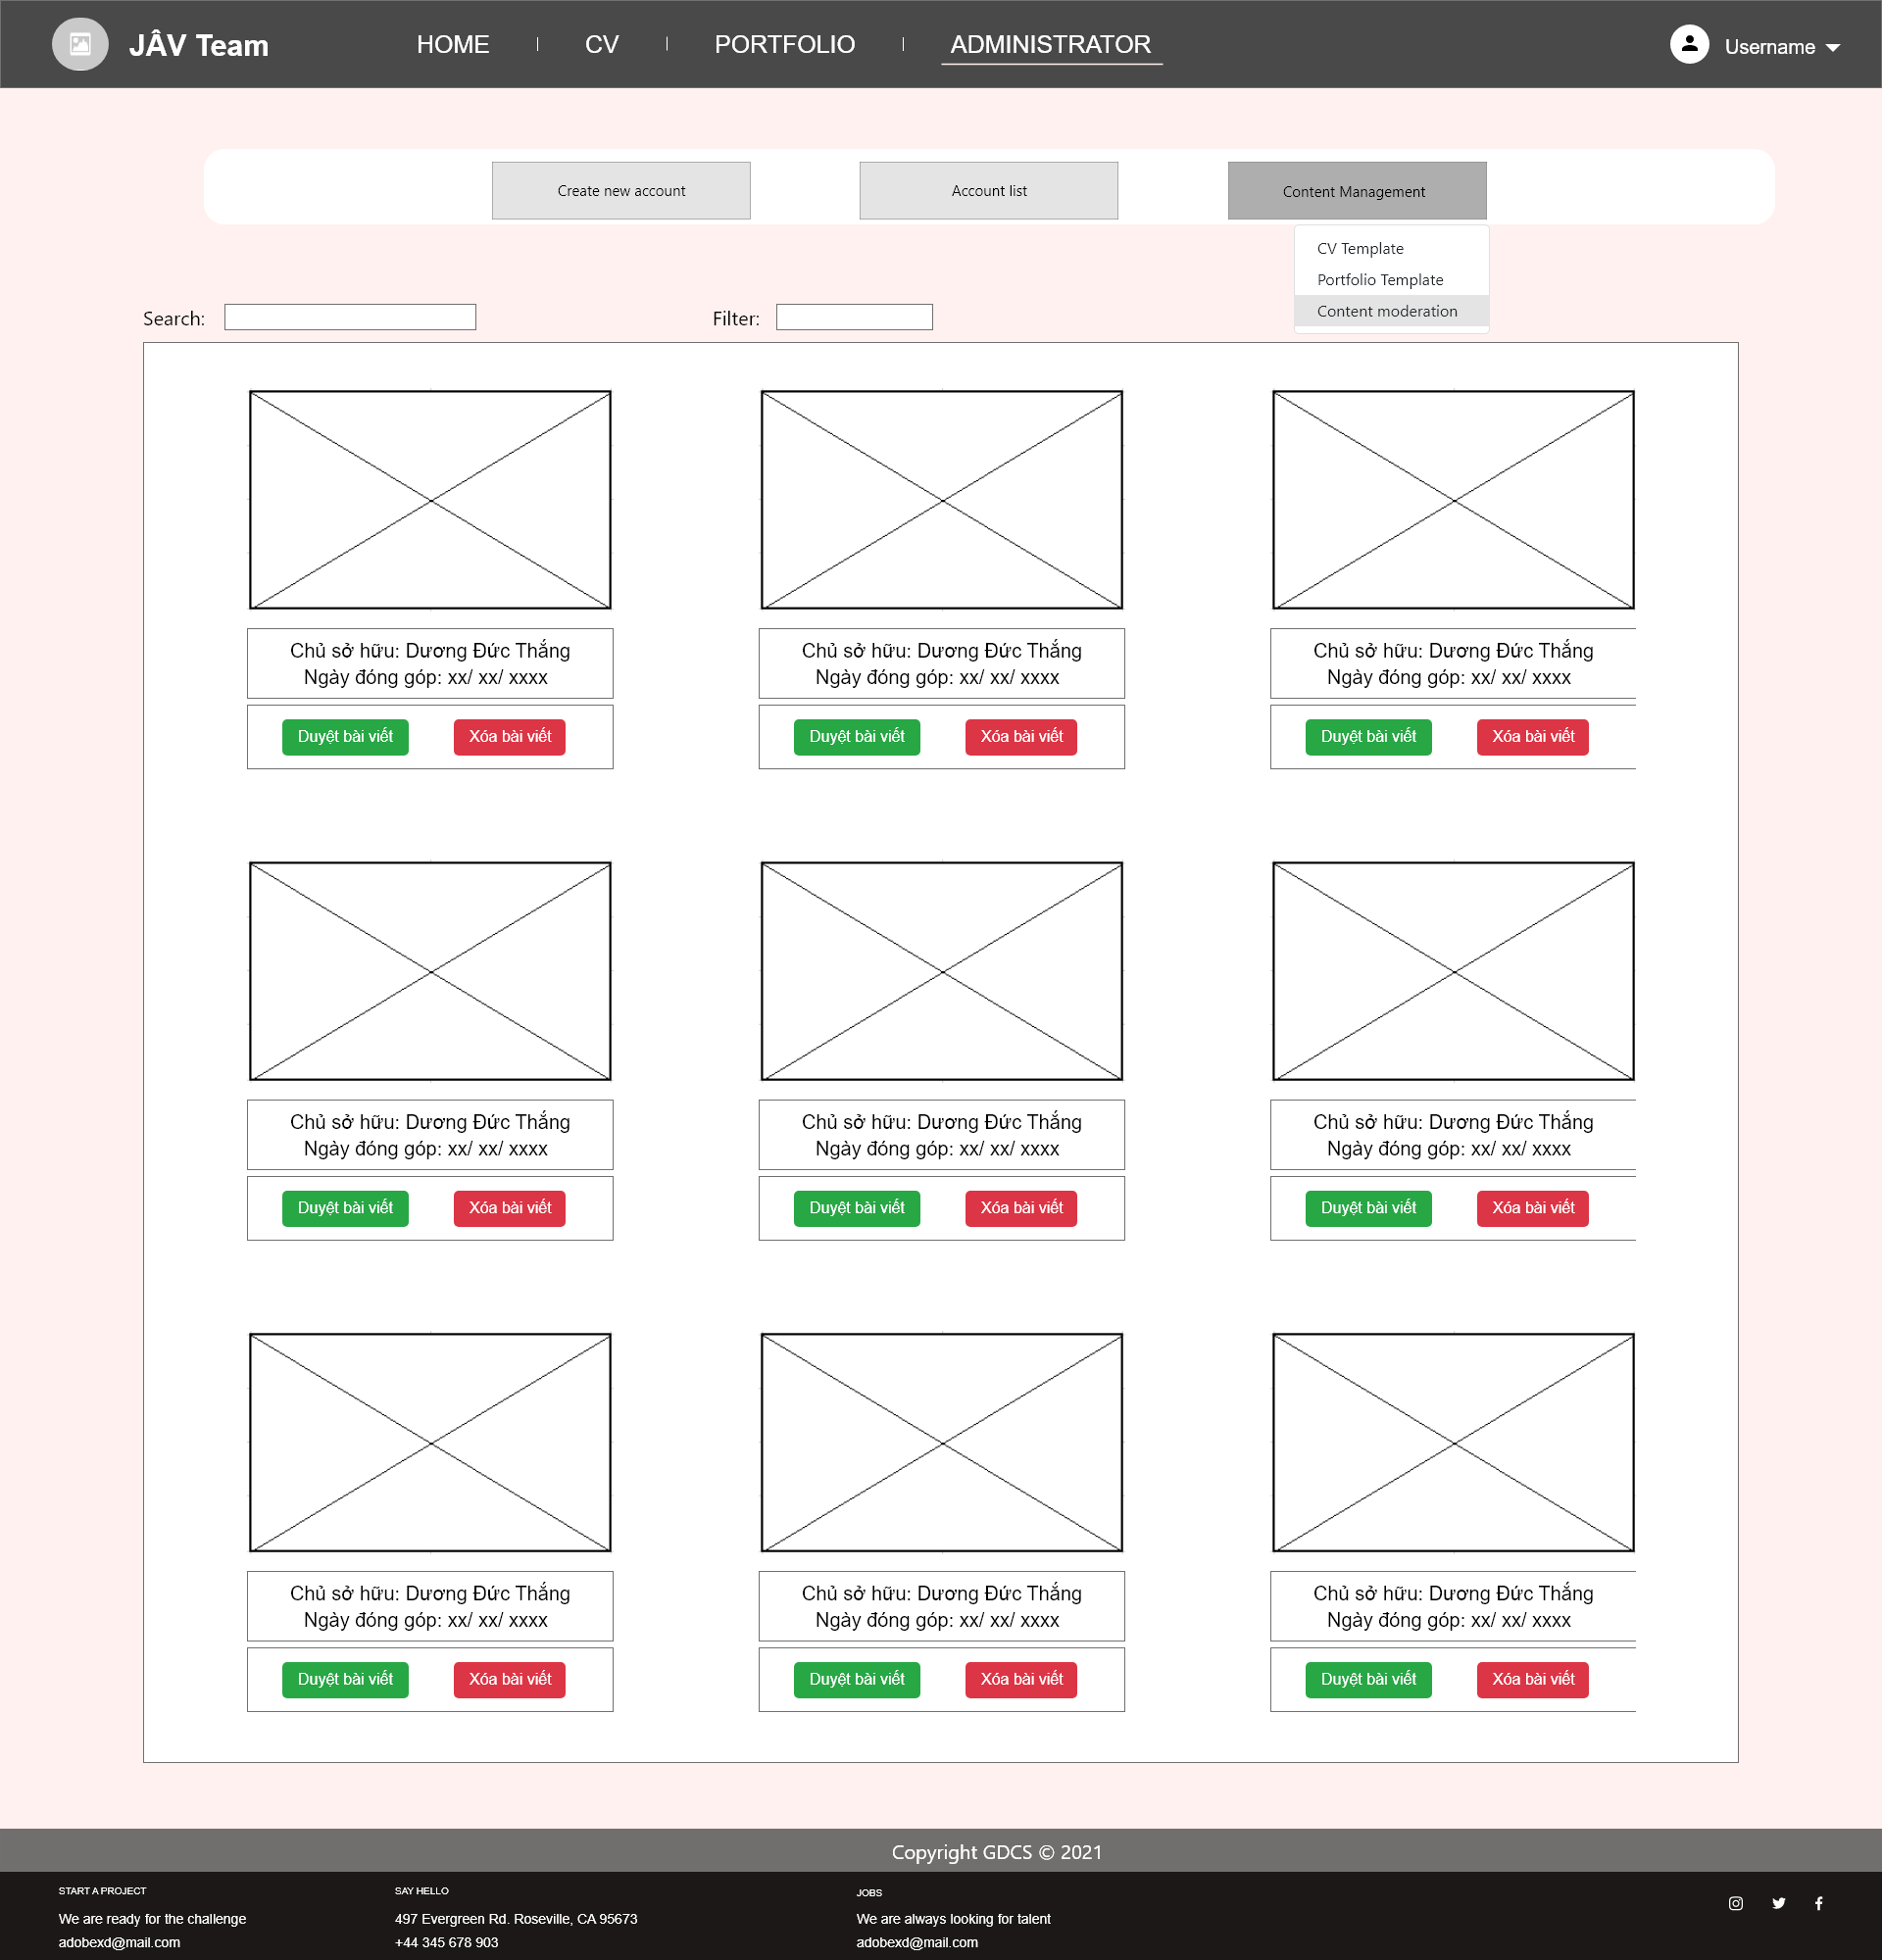 JÂV Team
HOME
CV
PORTFOLIO
ADMINISTRATOR
Username
Create new account
Account list
Content Management
CV Template
Portfolio Template
Content moderation
Search:
Filter:
Chủ sở hữu: Dương Đức Thắng
Ngày đóng góp: xx/ xx/ xxxx
Duyệt bài viết
Xóa bài viết
Chủ sở hữu: Dương Đức Thắng
Ngày đóng góp: xx/ xx/ xxxx
Duyệt bài viết
Xóa bài viết
Chủ sở hữu: Dương Đức Thắng
Ngày đóng góp: xx/ xx/ xxxx
Duyệt bài viết
Xóa bài viết
Chủ sở hữu: Dương Đức Thắng
Ngày đóng góp: xx/ xx/ xxxx
Duyệt bài viết
Xóa bài viết
Chủ sở hữu: Dương Đức Thắng
Ngày đóng góp: xx/ xx/ xxxx
Duyệt bài viết
Xóa bài viết
Chủ sở hữu: Dương Đức Thắng
Ngày đóng góp: xx/ xx/ xxxx
Duyệt bài viết
Xóa bài viết
Chủ sở hữu: Dương Đức Thắng
Ngày đóng góp: xx/ xx/ xxxx
Duyệt bài viết
Xóa bài viết
Chủ sở hữu: Dương Đức Thắng
Ngày đóng góp: xx/ xx/ xxxx
Duyệt bài viết
Xóa bài viết
Chủ sở hữu: Dương Đức Thắng
Ngày đóng góp: xx/ xx/ xxxx
Duyệt bài viết
Xóa bài viết
Copyright GDCS © 2021
START A PROJECT
We are ready for the challenge
adobexd@mail.com
SAY HELLO
497 Evergreen Rd. Roseville, CA 95673
+44 345 678 903
JOBS
We are always looking for talent
adobexd@mail.com